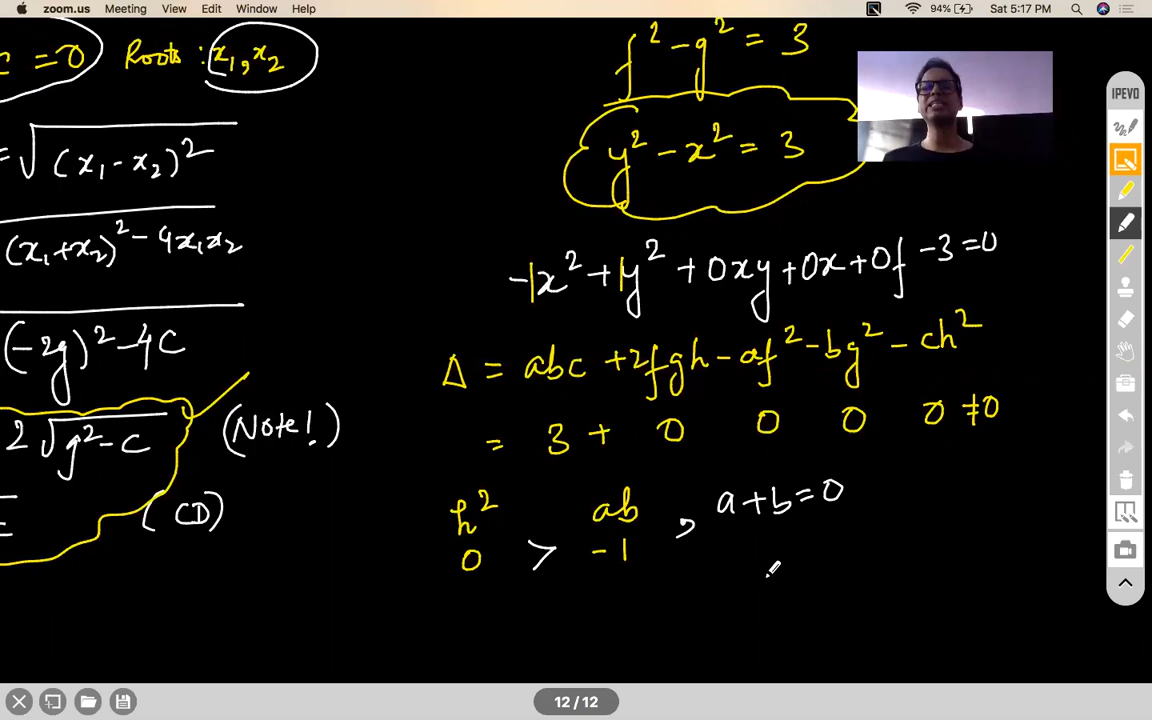 zoom.us Meeting View Edit Window Help 94% Sat 5:17 PM
c = 0 Roots : x₁, x₂
= √(x₁ - x₂)²
(x₁+x₂)² - 4x₁x₂
(-2g)² - 4c
2√g² - c (Note!)
(CD)
f² - g² = 3
y² - x² = 3
-1x² + 1y² + 0xy + 0x + 0f - 3 = 0
Δ = abc + 2fgh - af² - bg² - ch²
= 3 + 0 0 0 0 ≠ 0
h² ab , a + b = 0
0 > -1
IPEVO
12 / 12